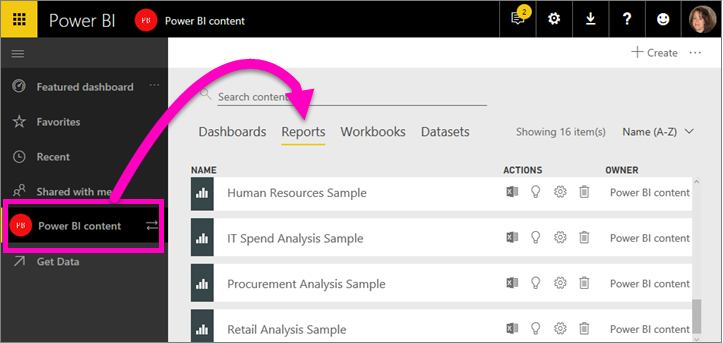 Power BI
PB
Power BI content
2
?
Create
Featured dashboard
Favorites
Recent
Shared with me
PB
Power BI content
Get Data
Search content
Dashboards Reports Workbooks Datasets Showing 16 item(s) Name (A-Z)
NAME ACTIONS OWNER
Human Resources Sample Power BI content
IT Spend Analysis Sample Power BI content
Procurement Analysis Sample Power BI content
Retail Analysis Sample Power BI content